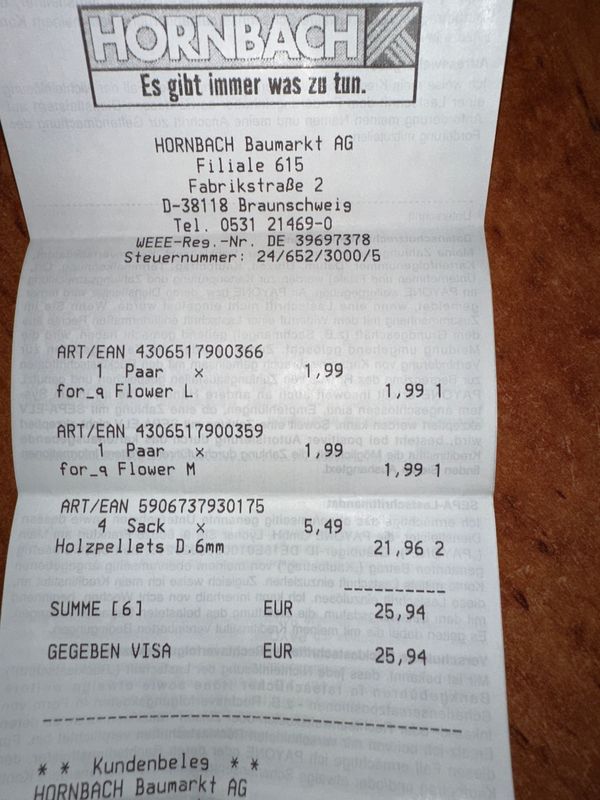 HORNBACH
Es gibt immer was zu tun.
HORNBACH Baumarkt AG
Filiale 615
Fabrikstraße 2
D-38118 Braunschweig
Tel. 0531 21469-0
WEEE-Reg.-Nr. DE 39697378
Steuernummer: 24/652/3000/5
ART/EAN 4306517900366
1 Paar x 1,99
for_q Flower L 1,99 1
ART/EAN 4306517900359
1 Paar x 1,99
for_q Flower M 1,99 1
ART/EAN 5906737930175
4 Sack x 5,49
Holzpellets D.6mm 21,96 2
SUMME [6] EUR 25,94
GEGEBEN VISA EUR 25,94
* * Kundenbeleg * *
HORNBACH Baumarkt AG